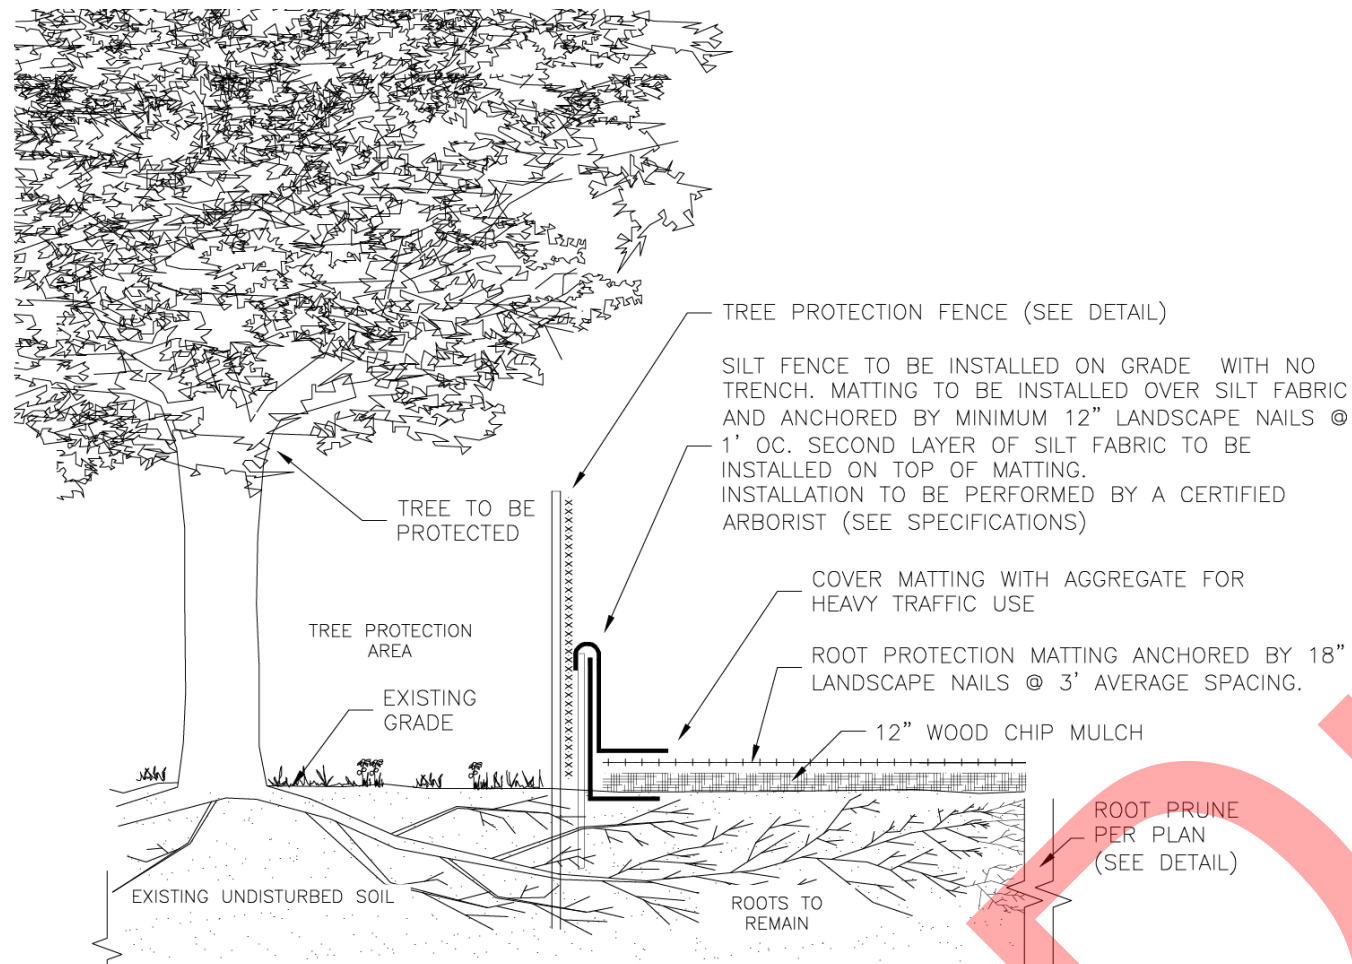 TREE PROTECTION FENCE (SEE DETAIL)
SILT FENCE TO BE INSTALLED ON GRADE WITH NO
TRENCH. MATTING TO BE INSTALLED OVER SILT FABRIC
AND ANCHORED BY MINIMUM 12" LANDSCAPE NAILS @
1' OC. SECOND LAYER OF SILT FABRIC TO BE
INSTALLED ON TOP OF MATTING.
INSTALLATION TO BE PERFORMED BY A CERTIFIED
ARBORIST (SEE SPECIFICATIONS)
TREE TO BE
PROTECTED
COVER MATTING WITH AGGREGATE FOR
HEAVY TRAFFIC USE
TREE PROTECTION
AREA
ROOT PROTECTION MATTING ANCHORED BY 18"
LANDSCAPE NAILS @ 3' AVERAGE SPACING.
EXISTING
GRADE
12" WOOD CHIP MULCH
ROOT PRUNE
PER PLAN
(SEE DETAIL)
EXISTING UNDISTURBED SOIL
ROOTS TO
REMAIN